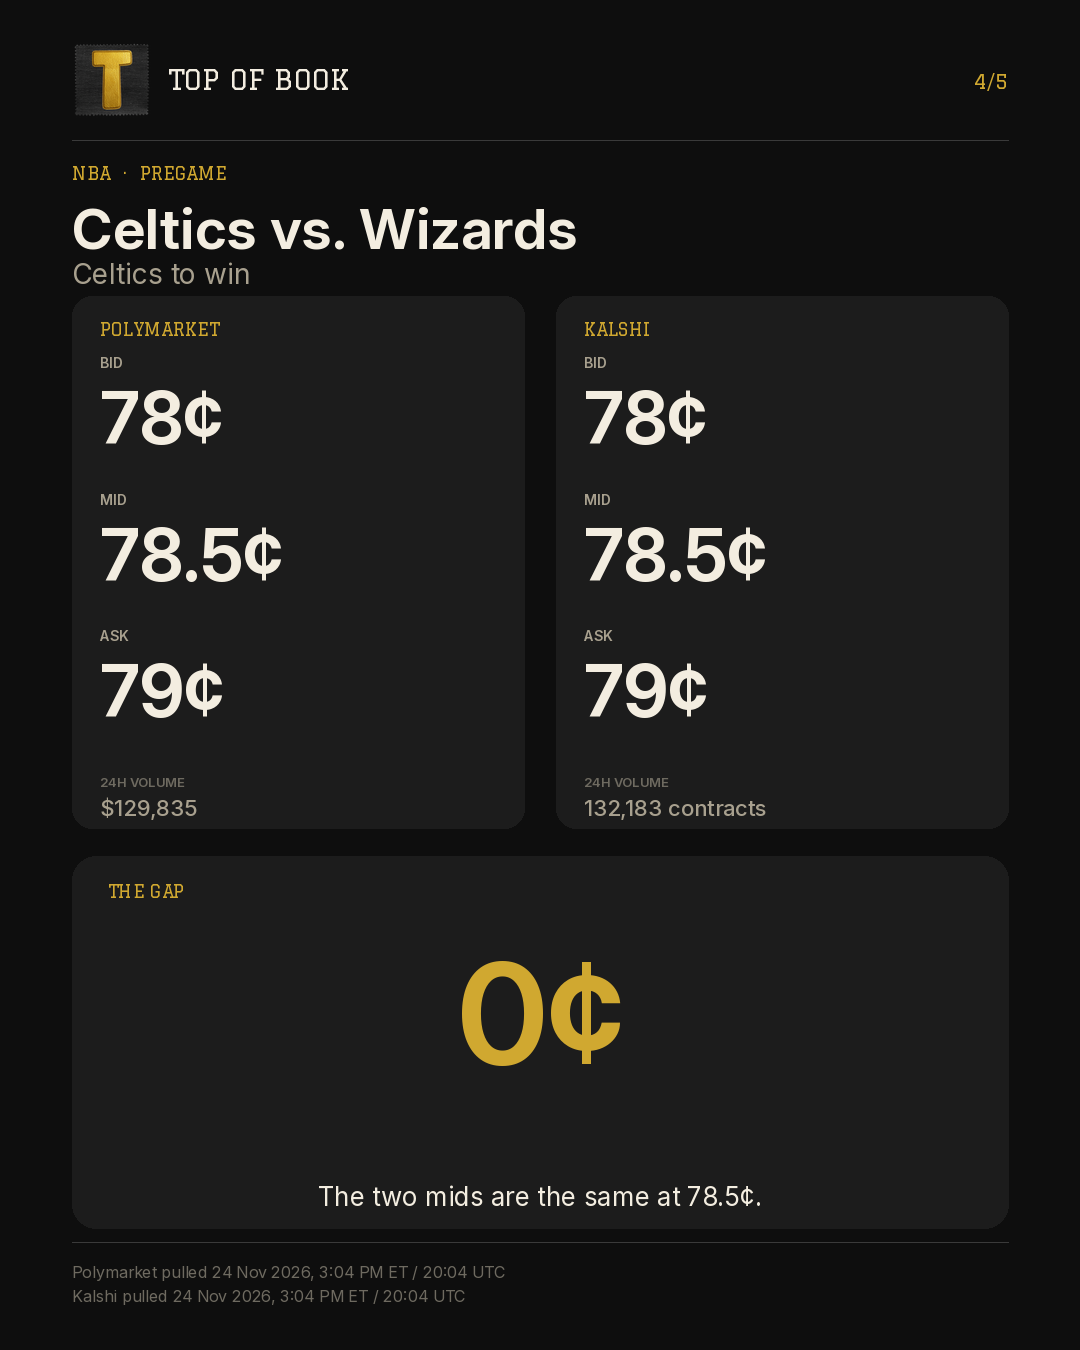 T TOP OF BOOK
4/5
NBA · PREGAME
Celtics vs. Wizards
Celtics to win
POLYMARKET
BID
78¢
MID
78.5¢
ASK
79¢
24H VOLUME
$129,835
KALSHI
BID
78¢
MID
78.5¢
ASK
79¢
24H VOLUME
132,183 contracts
THE GAP
0¢
The two mids are the same at 78.5¢.
Polymarket pulled 24 Nov 2026, 3:04 PM ET / 20:04 UTC
Kalshi pulled 24 Nov 2026, 3:04 PM ET / 20:04 UTC